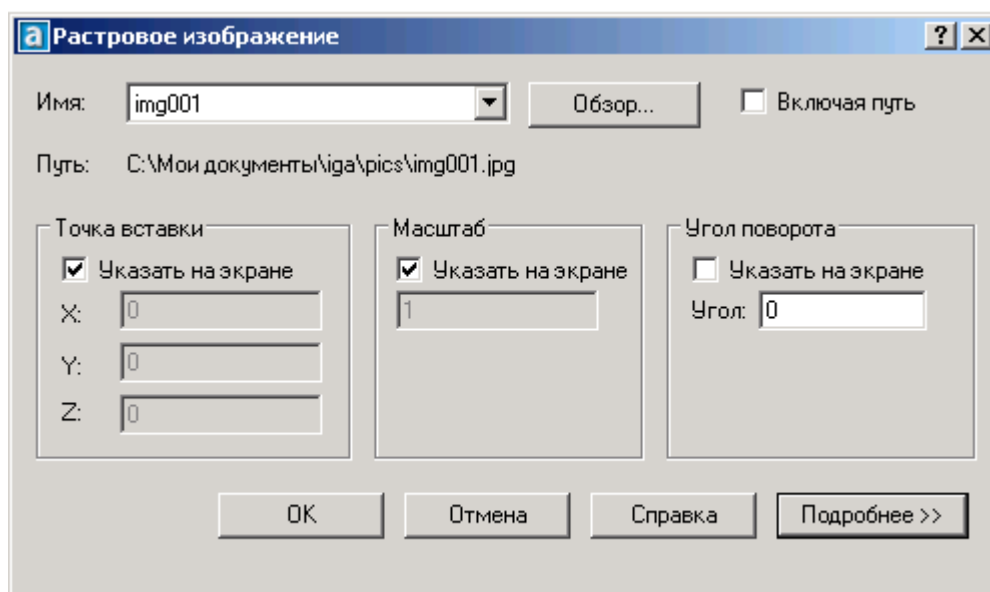 a Растровое изображение ? X
Имя: img001 Обзор... Включая путь
Путь: C:\Мои документы\iga\pics\img001.jpg
Точка вставки Масштаб Угол поворота
Указать на экране Указать на экране Указать на экране
X: 0 1 Угол: 0
Y: 0
Z: 0
OK Отмена Справка Подробнее >>